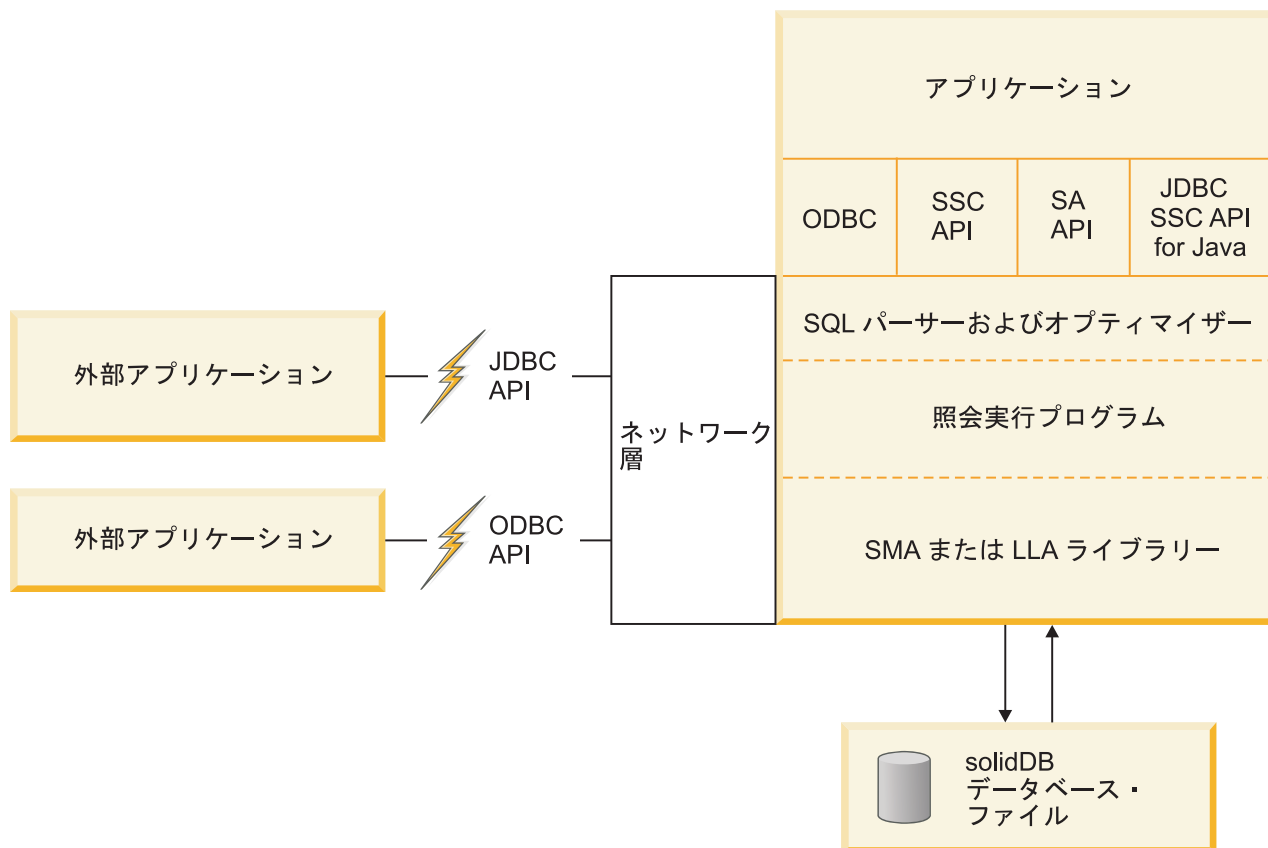 アプリケーション
ODBC
SSC
API
SA
API
JDBC
SSC API
for Java
SQL パーサーおよびオプティマイザー
外部アプリケーション
JDBC
API
照会実行プログラム
ネットワーク
層
外部アプリケーション
ODBC
API
SMA または LLA ライブラリー
solidDB
データベース・
ファイル